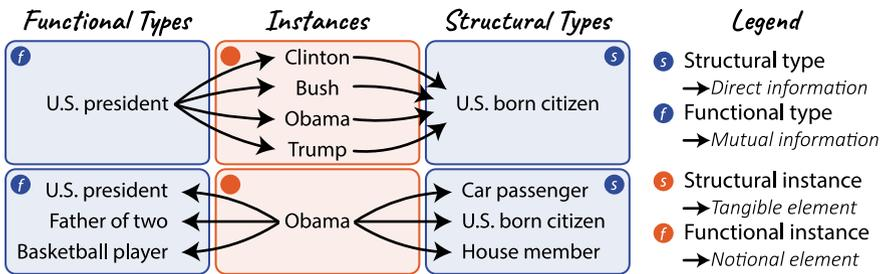 Functional Types
Instances
Structural Types
Legend
f
U.S. president
Clinton
Bush
Obama
Trump
s
U.S. born citizen
f
U.S. president
Father of two
Basketball player
Obama
s
Car passenger
U.S. born citizen
House member
s Structural type
Direct information
f Functional type
Mutual information
s Structural instance
Tangible element
f Functional instance
Notional element